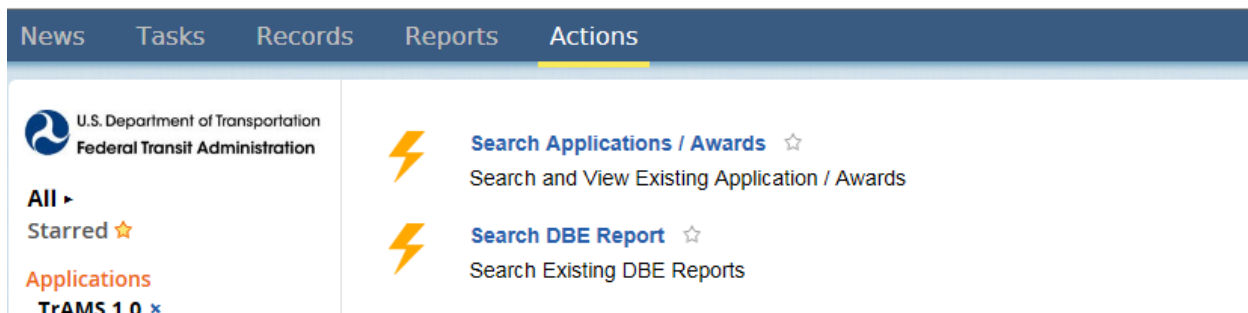 News Tasks Records Reports Actions
U.S. Department of Transportation
Federal Transit Administration
All
Starred
Applications
TrAMS 1.0 ×
Search Applications / Awards
Search and View Existing Application / Awards
Search DBE Report
Search Existing DBE Reports